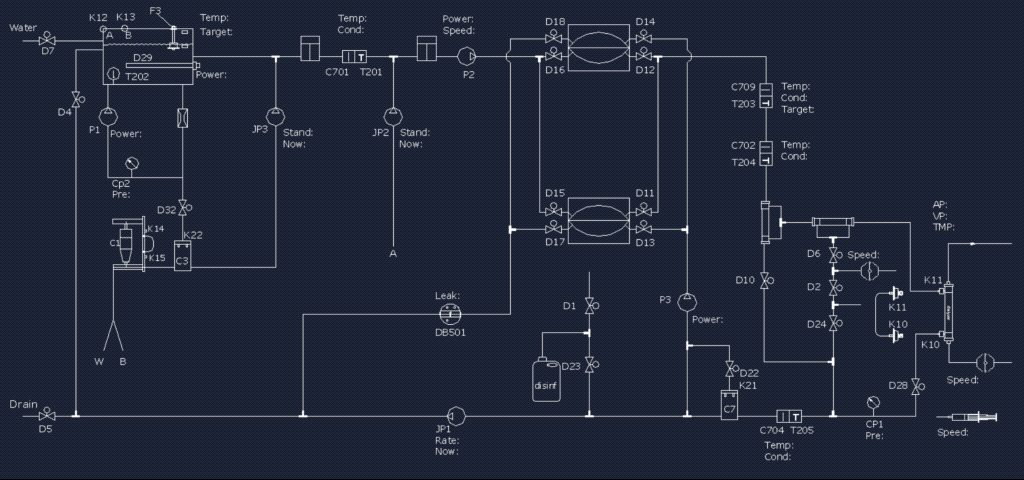 Water
D7
K12
K13
A
B
F3
Temp:
Target:
D29
T202
Power:
D4
P1
Power:
Cp2
Pre:
D32
K14
K15
C1
K22
C3
W
B
JP3
Stand:
Now:
Temp:
Cond:
C701
T201
JP2
Stand:
Now:
A
Power:
Speed:
P2
D18
D14
D16
D12
D15
D11
D17
D13
Leak:
DB501
D1
D23
disinf
P3
Power:
D22
K21
C7
C709
T203
Temp:
Cond:
Target:
C702
T204
Temp:
Cond:
D10
D6
Speed:
D2
D24
K11
K10
AP:
VP:
TMP:
K11
K10
Speed:
D28
Drain
D5
JP1
Rate:
Now:
C704
T205
Temp:
Cond:
CP1
Pre:
Speed: